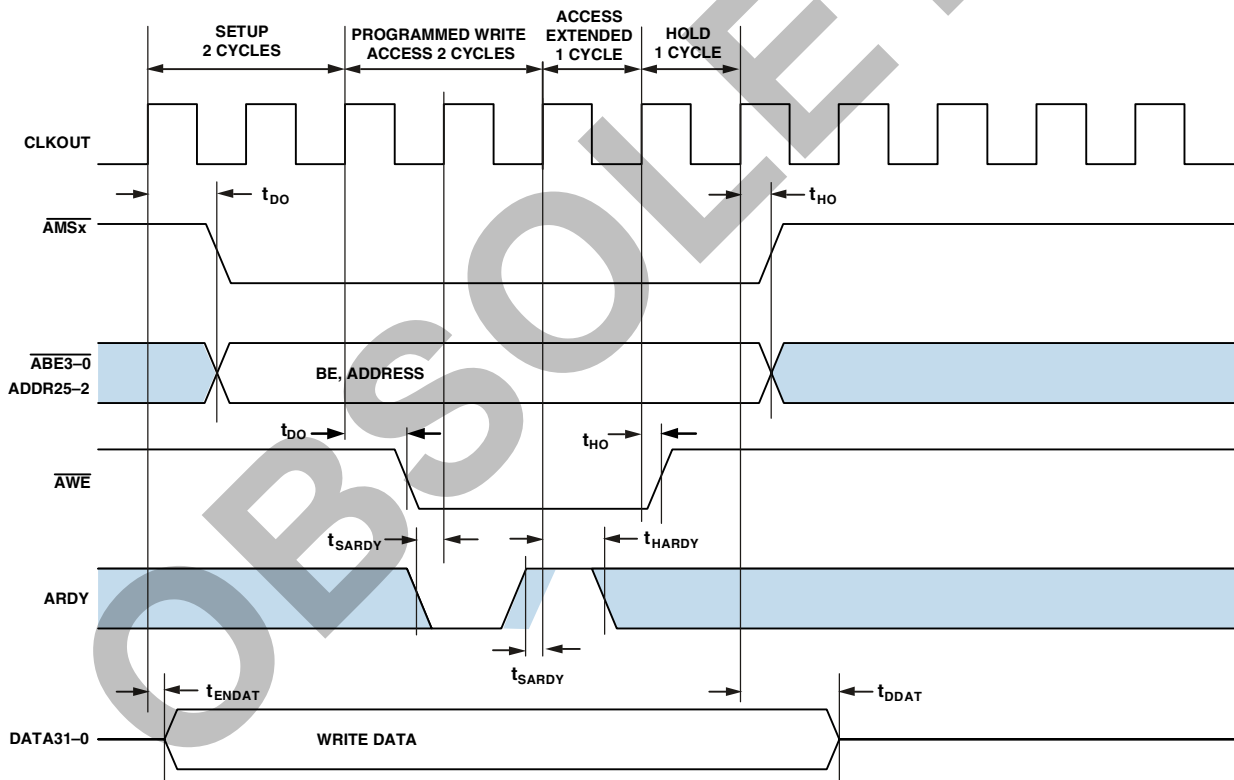 SETUP
2 CYCLES
PROGRAMMED WRITE
ACCESS 2 CYCLES
ACCESS
EXTENDED
1 CYCLE
HOLD
1 CYCLE
CLKOUT
tDO
tHO
AMSx
ABE3–0
ADDR25–2
BE, ADDRESS
tDO
tHO
AWE
tSARDY
tHARDY
ARDY
tSARDY
tENDAT
tDDAT
DATA31–0
WRITE DATA
OBSOLE